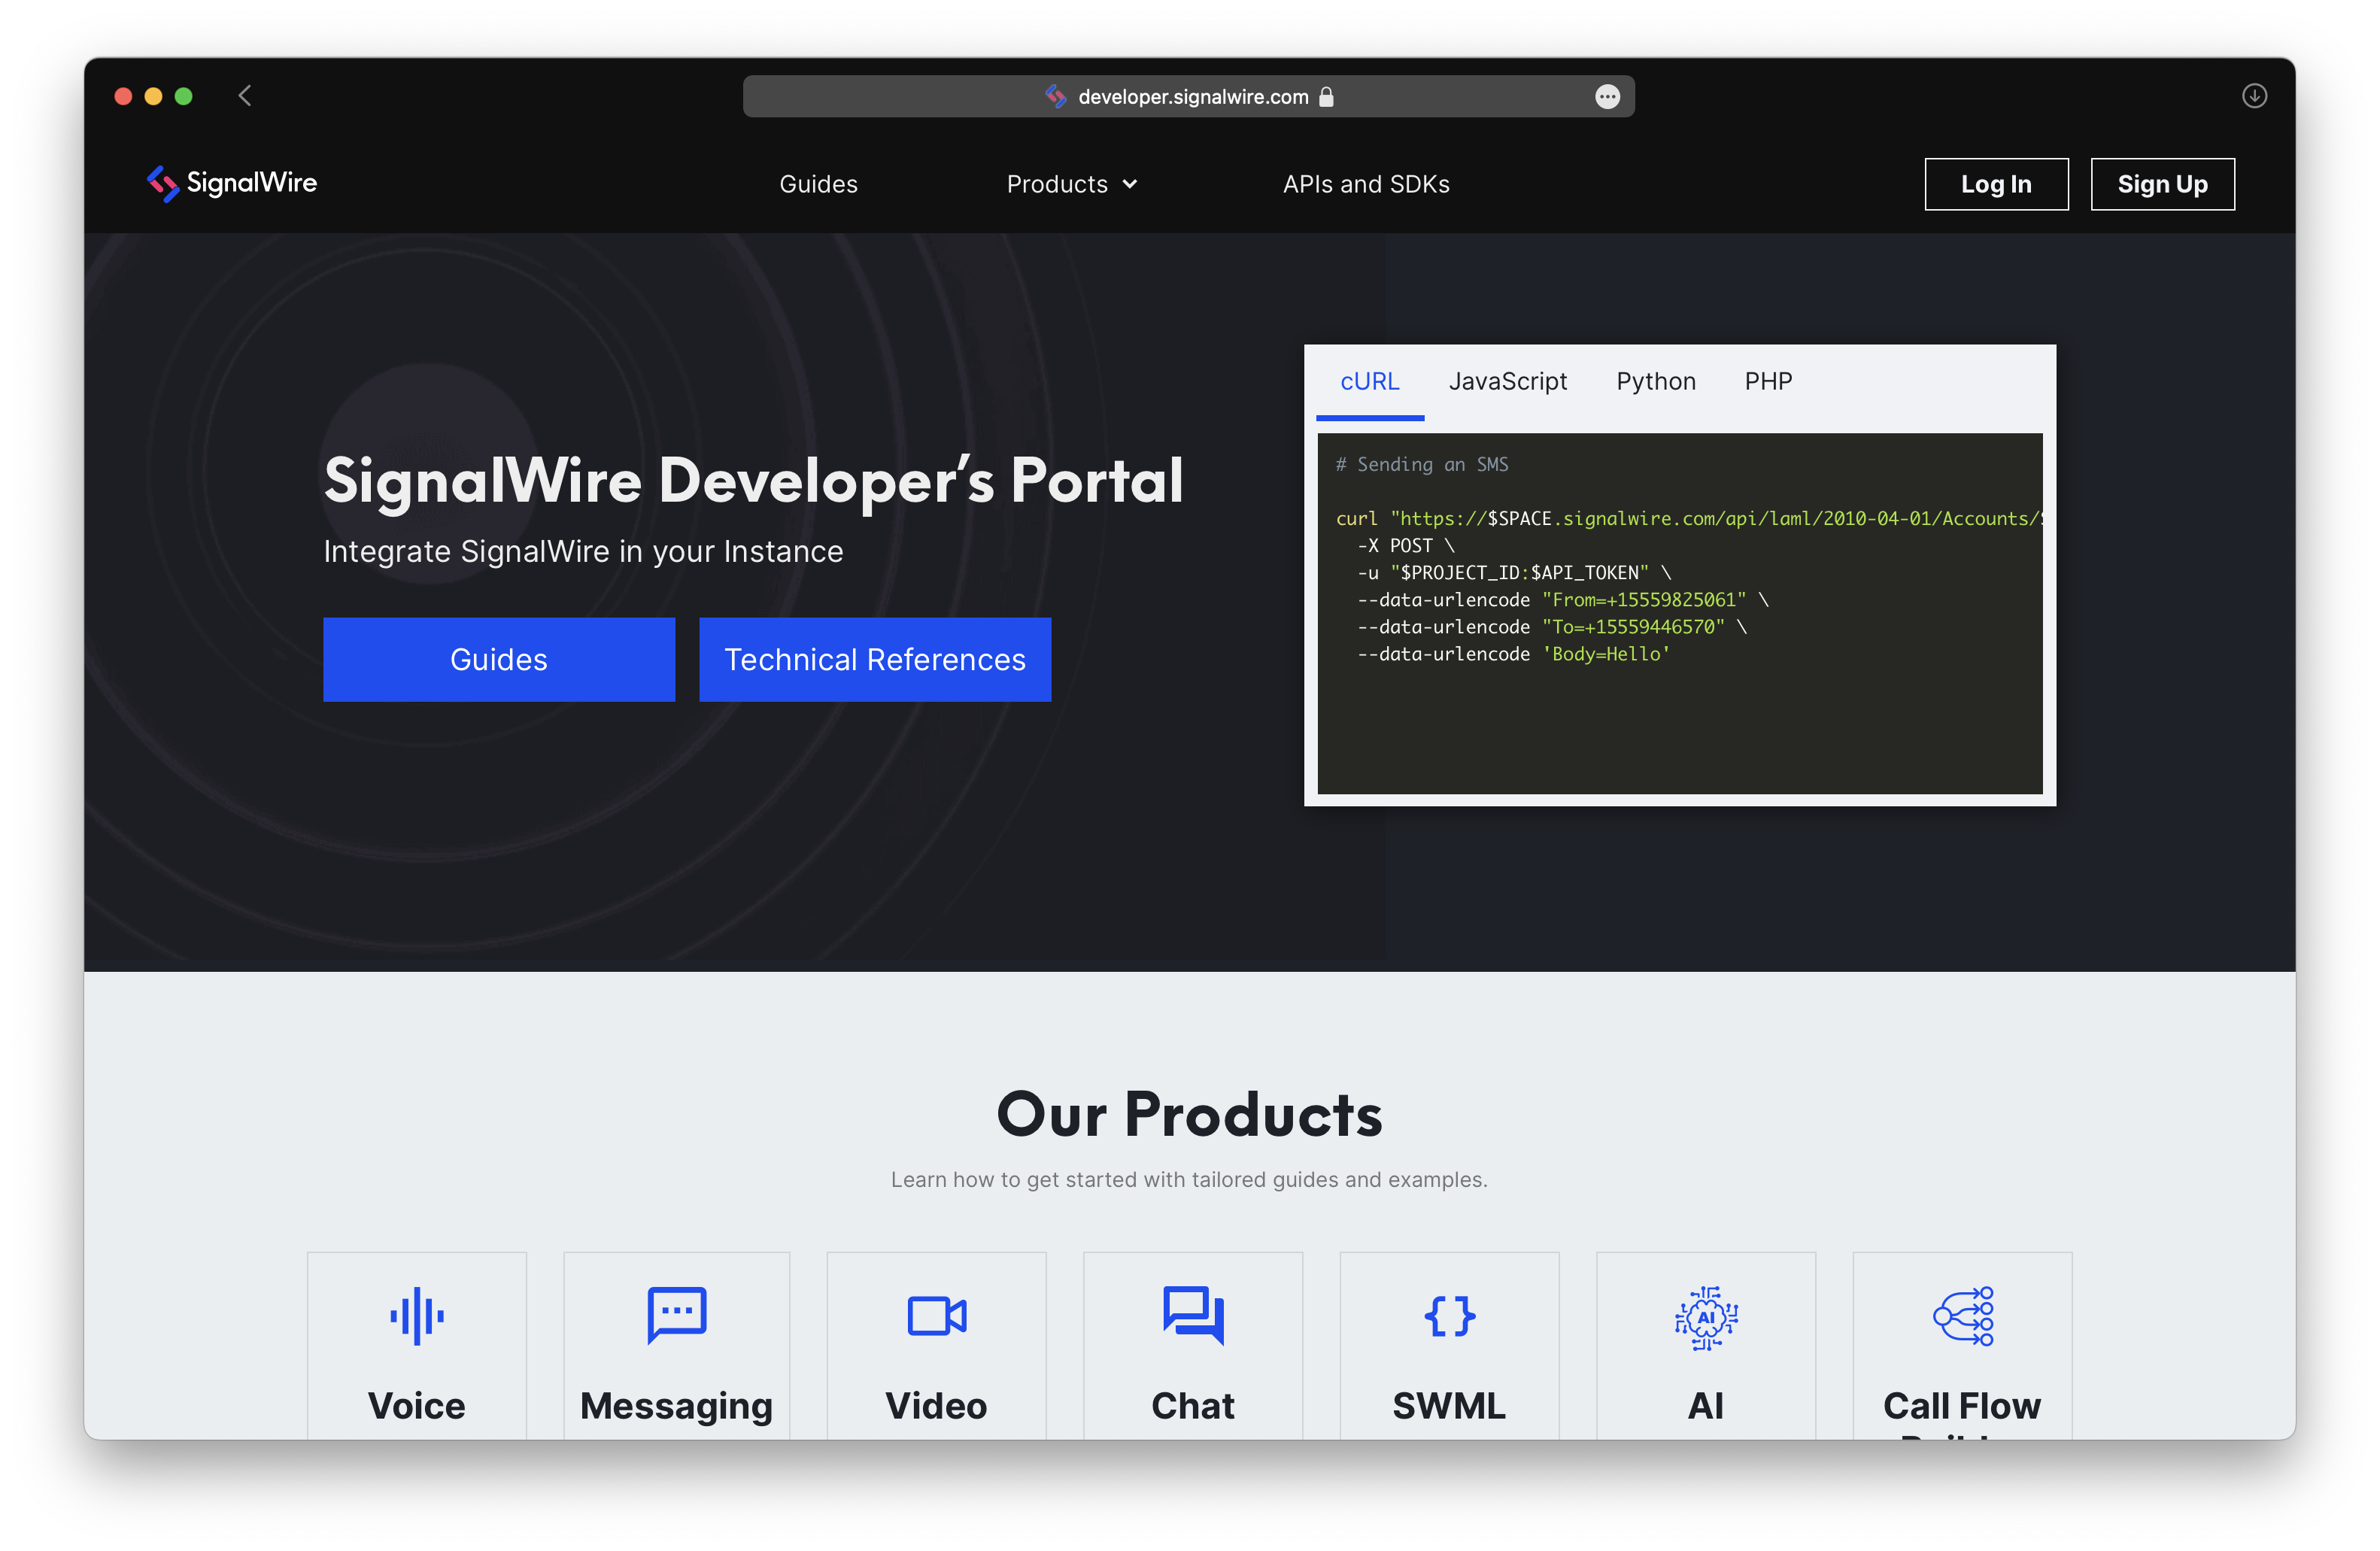 developer.signalwire.com
SignalWire
Guides
Products
APIs and SDKs
Log In
Sign Up
SignalWire Developer’s Portal
Integrate SignalWire in your Instance
Guides
Technical References
cURL
JavaScript
Python
PHP
# Sending an SMS
curl "https://$SPACE.signalwire.com/api/laml/2010-04-01/Accounts/
-X POST \
-u "$PROJECT_ID:$API_TOKEN" \
--data-urlencode "From=+15559825061" \
--data-urlencode "To=+15559446570" \
--data-urlencode 'Body=Hello'
Our Products
Learn how to get started with tailored guides and examples.
Voice
Messaging
Video
Chat
SWML
AI
AI
Call Flow